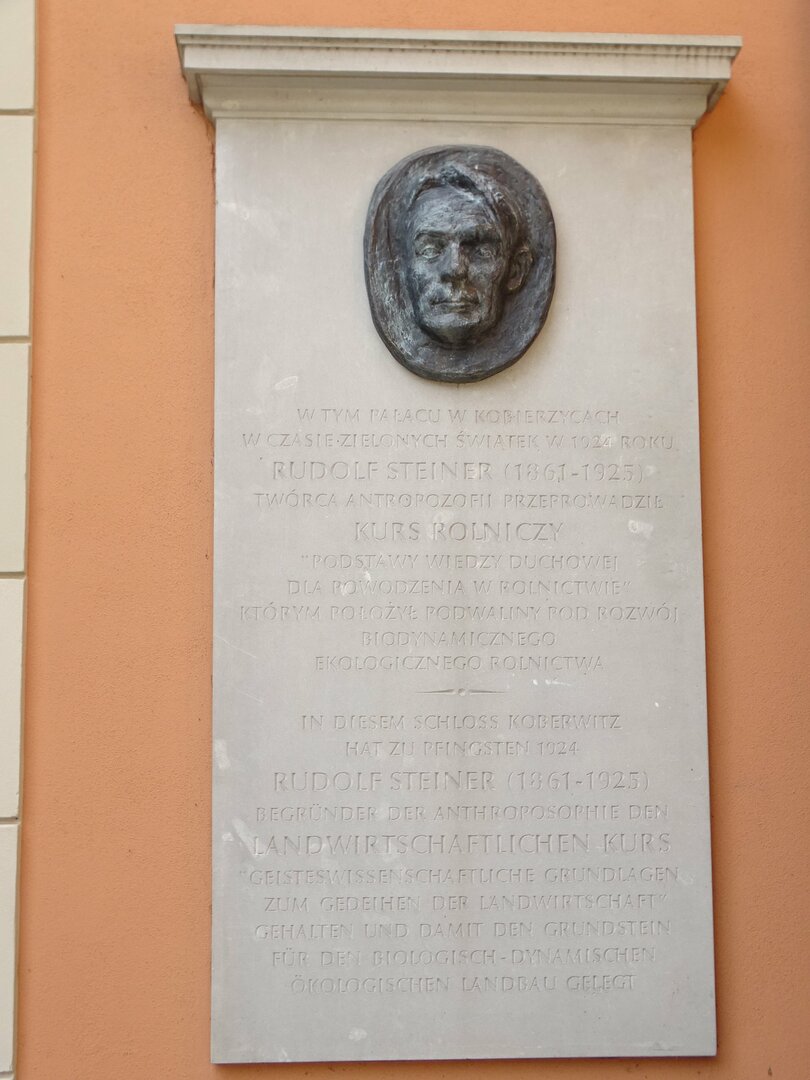 W TYM PAŁACU W KOBIERZYCACH
W CZASIE·ZIELONYCH ŚWIĄTEK W 1924 ROKU
RUDOLF STEINER (1861-1925)
TWÓRCA ANTROPOZOFII PRZEPROWADZIŁ
KURS ROLNICZY
"PODSTAWY WIEDZY DUCHOWEJ
DLA POWODZENIA W ROLNICTWIE"
KTÓRYM POŁOŻYŁ PODWALINY POD ROZWÓJ
BIODYNAMICZNEGO
EKOLOGICZNEGO ROLNICTWA
IN DIESEM SCHLOSS KOBERWITZ
HAT ZU PFINGSTEN 1924
RUDOLF STEINER (1861-1925)
BEGRÜNDER DER ANTHROPOSOPHIE DEN
LANDWIRTSCHAFTLICHEN KURS
"GEISTESWISSENSCHAFTLICHE GRUNDLAGEN
ZUM GEDEIHEN DER LANDWIRTSCHAFT"
GEHALTEN UND DAMIT DEN GRUNDSTEIN
FÜR DEN BIOLOGISCH-DYNAMISCHEN
ÖKOLOGISCHEN LANDBAU GELEGT